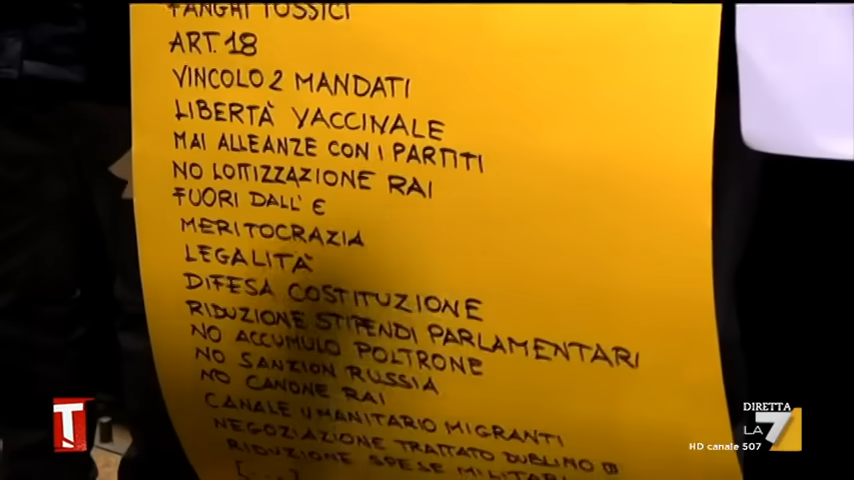 FANGHI TOSSICI
ART. 18
VINCOLO 2 MANDATI
LIBERTÀ VACCINALE
MAI ALLEANZE CON I PARTITI
NO LOTTIZZAZIONE RAI
FUORI DALL' €
MERITOCRAZIA
LEGALITÀ
DIFESA COSTITUZIONE
RIDUZIONE STIPENDI PARLAMENTARI
NO ACCUMULO POLTRONE
NO SANZIONI RUSSIA
NO CANONE RAI
CANALE UMANITARIO MIGRANTI
NEGOZIAZIONE TRATTATO DUBLINO III
RIDUZIONE SPESE MILITARI
[......]
T
DIRETTA
LA7
HD canale 507